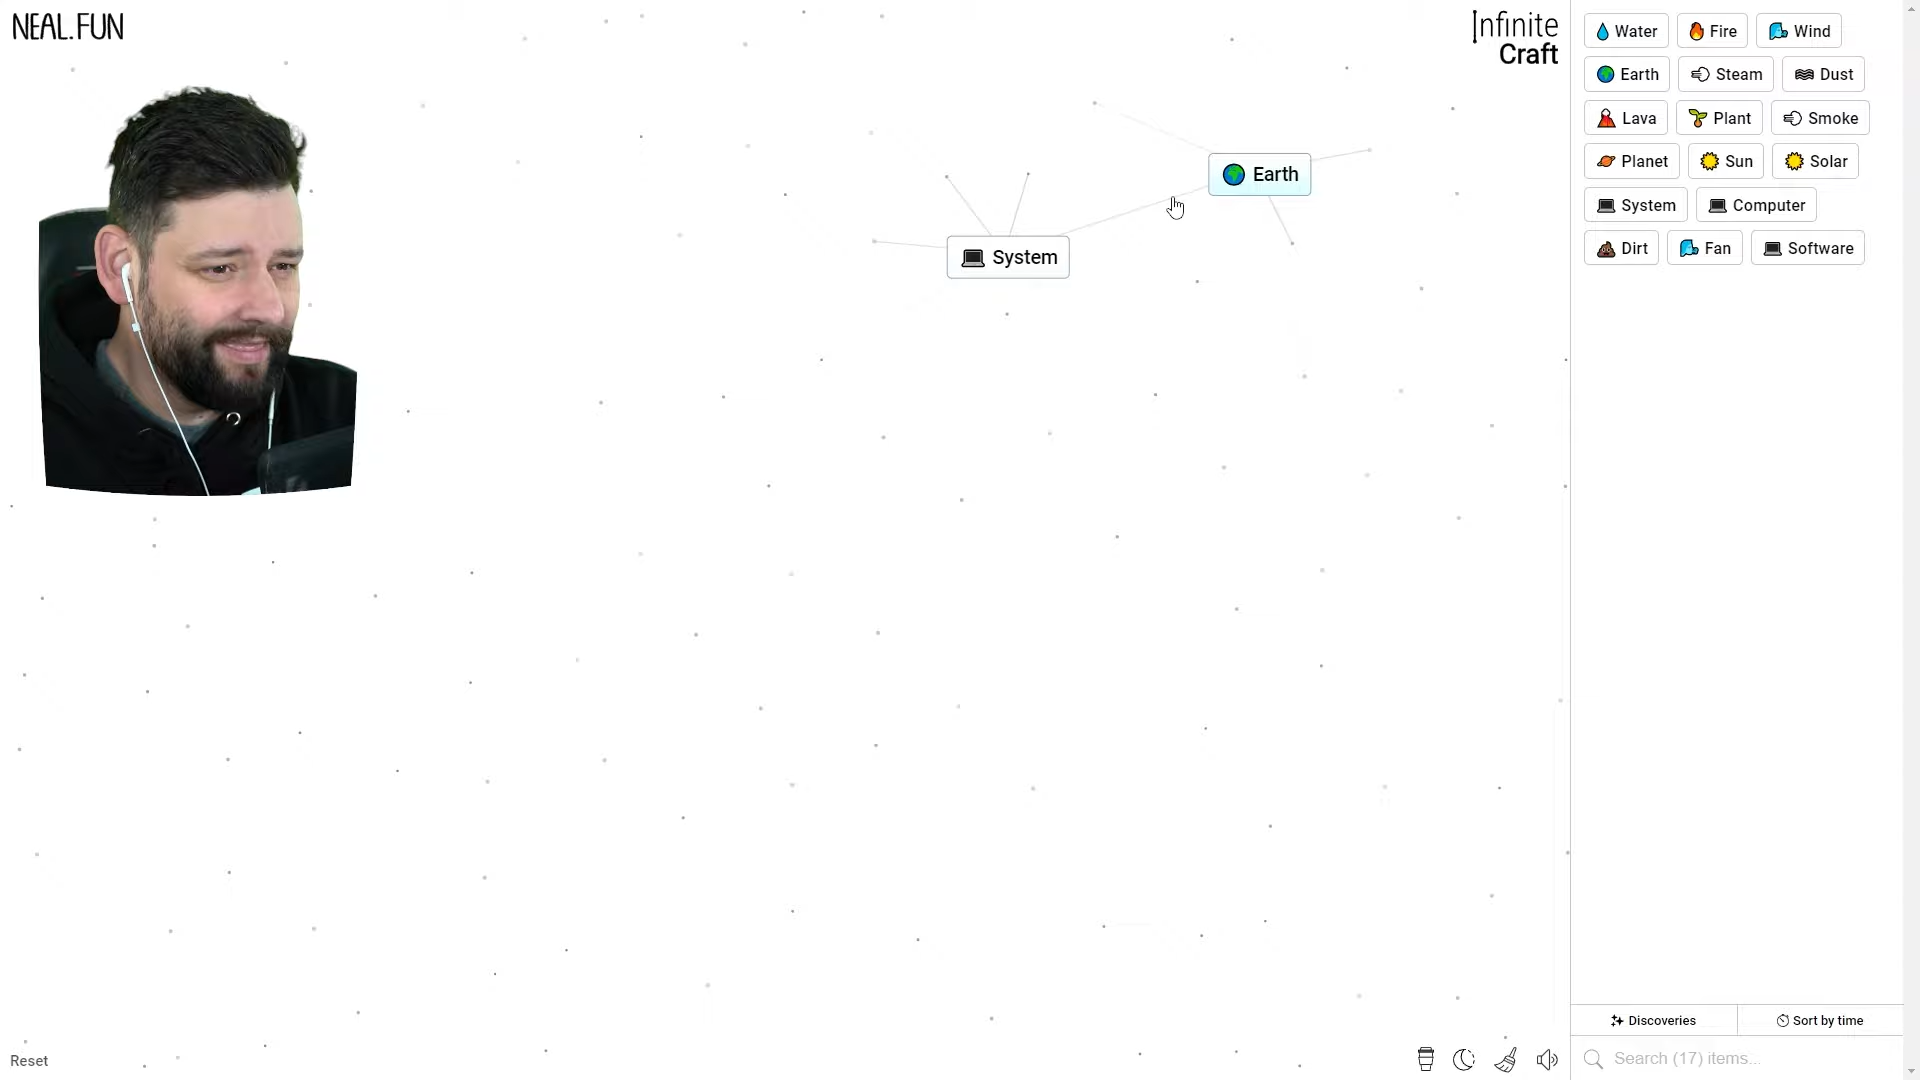 NEAL.FUN
Infinite
Craft
Earth
System
Water Fire Wind
Earth Steam Dust
Lava Plant Smoke
Planet Sun Solar
System Computer
Dirt Fan Software
Discoveries Sort by time
Search (17) items...
Reset